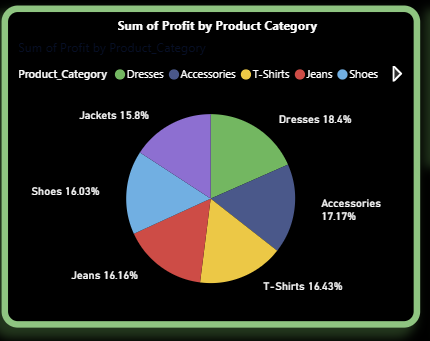 Sum of Profit by Product Category
Sum of Profit by Product_Category
Product_Category Dresses Accessories T-Shirts Jeans Shoes
Jackets 15.8%
Dresses 18.4%
Shoes 16.03%
Accessories
17.17%
Jeans 16.16%
T-Shirts 16.43%